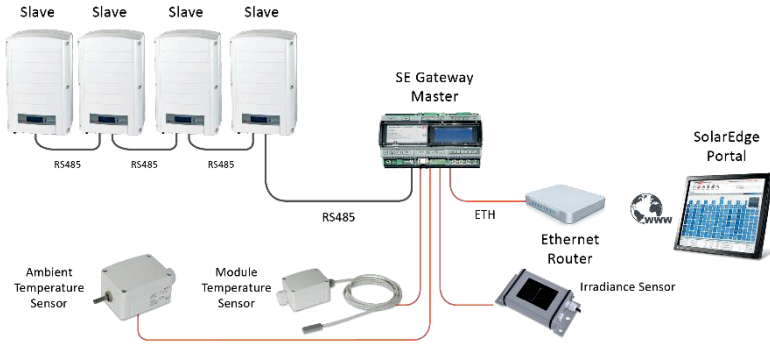 Slave
Slave
Slave
Slave
SE Gateway
Master
SolarEdge
Portal
RS485
RS485
RS485
RS485
ETH
WWW
Ethernet
Router
Ambient
Temperature
Sensor
Module
Temperature
Sensor
Irradiance Sensor